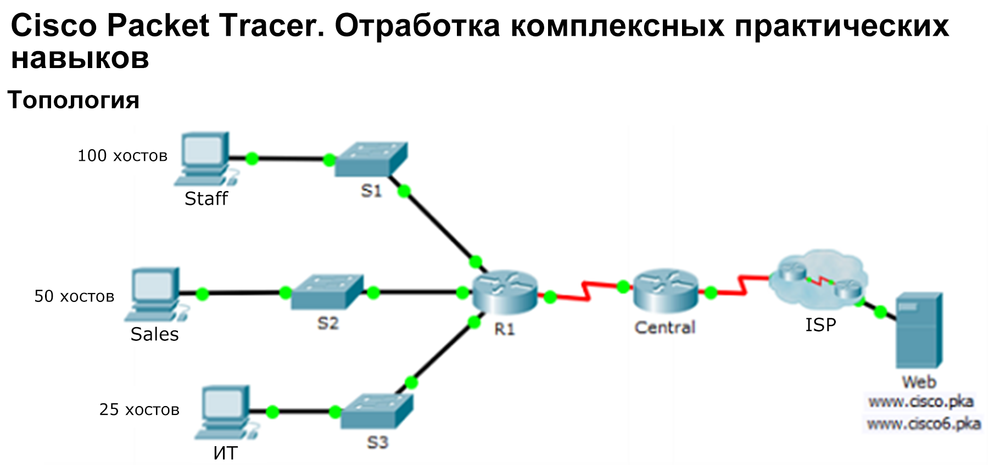 Cisco Packet Tracer. Отработка комплексных практических
навыков
Топология
100 хостов
Staff
S1
50 хостов
Sales
S2
R1
Central
ISP
Web
www.cisco.pka
www.cisco6.pka
25 хостов
ИТ
S3